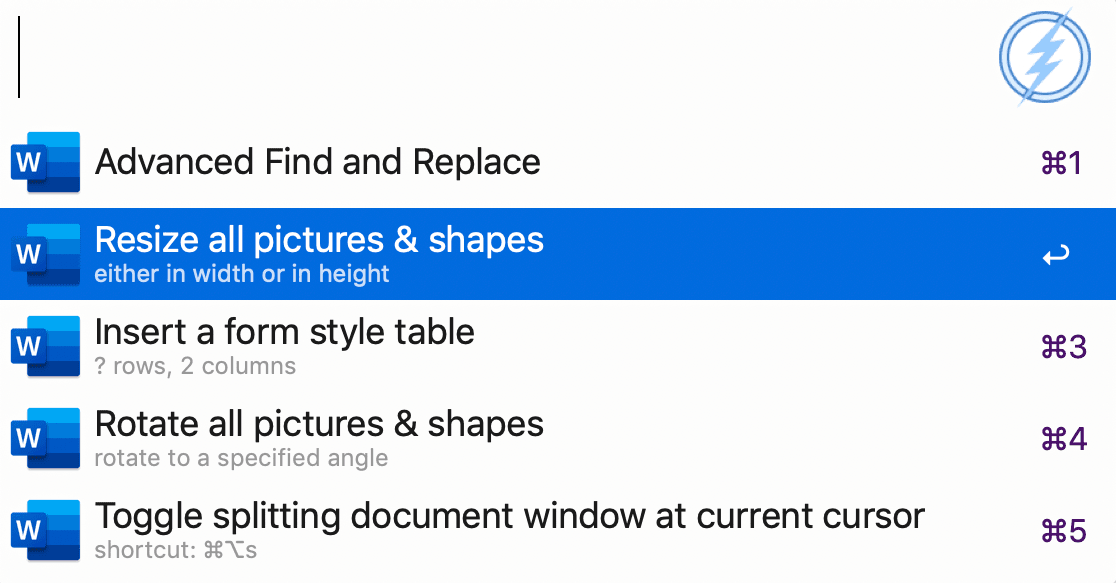 Advanced Find and Replace ⌘1
Resize all pictures & shapes
either in width or in height
Insert a form style table ⌘3
? rows, 2 columns
Rotate all pictures & shapes ⌘4
rotate to a specified angle
Toggle splitting document window at current cursor ⌘5
shortcut: ⌘⌥s